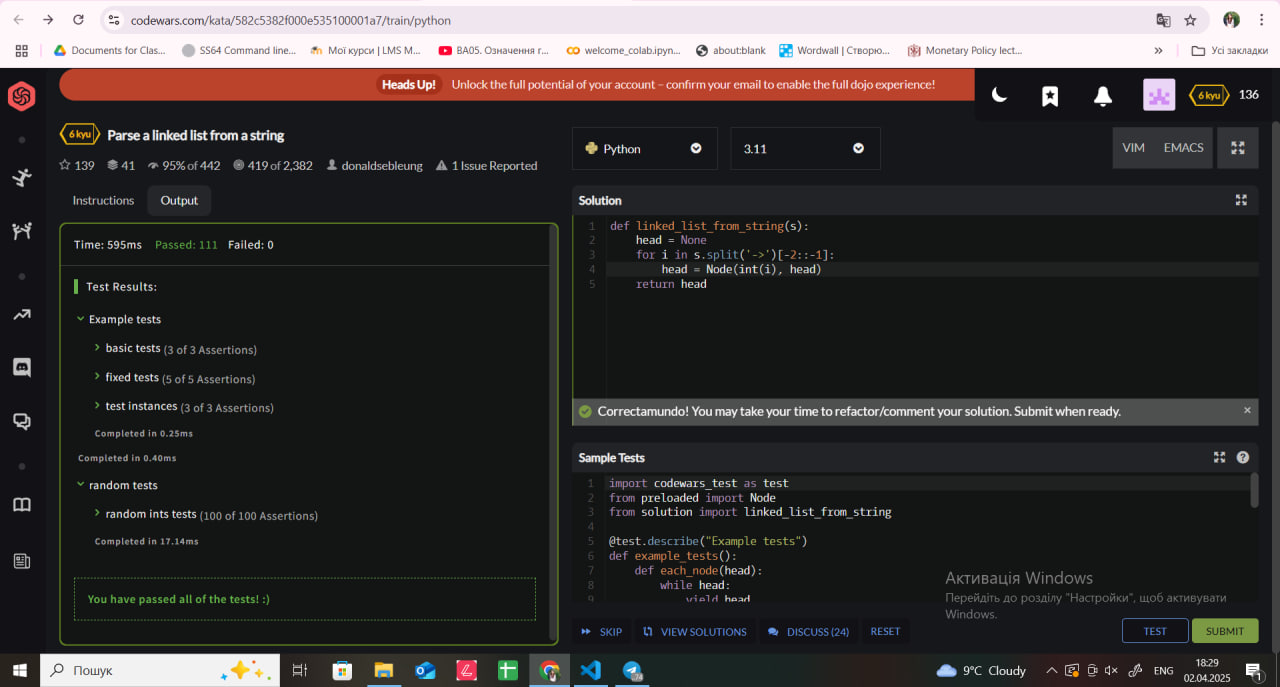 codewars.com/kata/582c5382f000e535100001a7/train/python
Documents for Clas...
SS64 Command line...
Мої курси | LMS M...
BA05. Означення г...
welcome_colab.ipyn...
about:blank
Wordwall | Створю...
Monetary Policy lect...
»
Усі закладки
Heads Up! Unlock the full potential of your account – confirm your email to enable the full dojo experience!
6 kyu 136
6 kyu Parse a linked list from a string
139 41 95% of 442 419 of 2,382 donaldsebleung 1 Issue Reported
Python
3.11
VIM EMACS
Instructions Output
Time: 595ms Passed: 111 Failed: 0
Test Results:
Example tests
basic tests (3 of 3 Assertions)
fixed tests (5 of 5 Assertions)
test instances (3 of 3 Assertions)
Completed in 0.25ms
Completed in 0.40ms
random tests
random ints tests (100 of 100 Assertions)
Completed in 17.14ms
You have passed all of the tests! :)
Solution
1 def linked_list_from_string(s):
2 head = None
3 for i in s.split('->')[-2::-1]:
4 head = Node(int(i), head)
5 return head
Correctamundo! You may take your time to refactor/comment your solution. Submit when ready. ×
Sample Tests
1 import codewars_test as test
2 from preloaded import Node
3 from solution import linked_list_from_string
4
5 @test.describe("Example tests")
6 def example_tests():
7 def each_node(head):
8 while head:
9 yield head
Активація Windows
Перейдіть до розділу "Настройки", щоб активувати
Windows.
SKIP VIEW SOLUTIONS DISCUSS (24) RESET TEST SUBMIT
Пошук
9°C Cloudy
ENG
18:29
02.04.2025
1